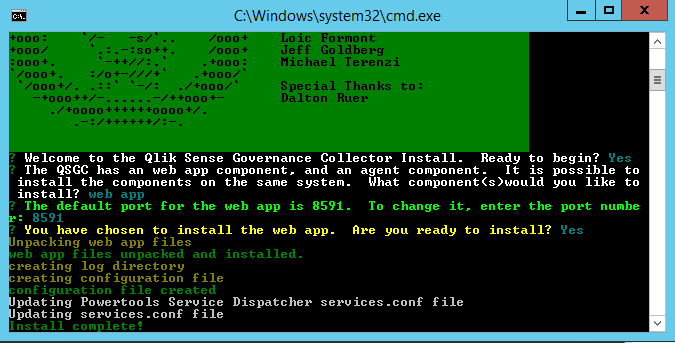 C:\Windows\system32\cmd.exe
+ooo: `/- -s/`.. /ooo+ Loic Formont
+ooo/ `.:.-:so++. /ooo+ Jeff Goldberg
:ooo+. `-++//:.` .+ooo: Michael Terenzi
`/ooo+. :/o+-///+` .+ooo/`
`/ooo+/. .::` `-/: ./+ooo/` Special Thanks to:
-+ooo++/-......-/++ooo+- Dalton Ruer
./+oooo++++++oooo+/.
.-:/++++++/:-.
? Welcome to the Qlik Sense Governance Collector Install. Ready to begin? Yes
? The QSGC has an web app component, and an agent component. It is possible to
install the components on the same system. What component(s)would you like to
install? web app
? The default port for the web app is 8591. To change it, enter the port numbe
r: 8591
? You have chosen to install the web app. Are you ready to install? Yes
Unpacking web app files
web app files unpacked and installed.
creating log directory
creating configuration file
configuration file created
Updating Powertools Service Dispatcher services.conf file
Updating services.conf file
Install complete!